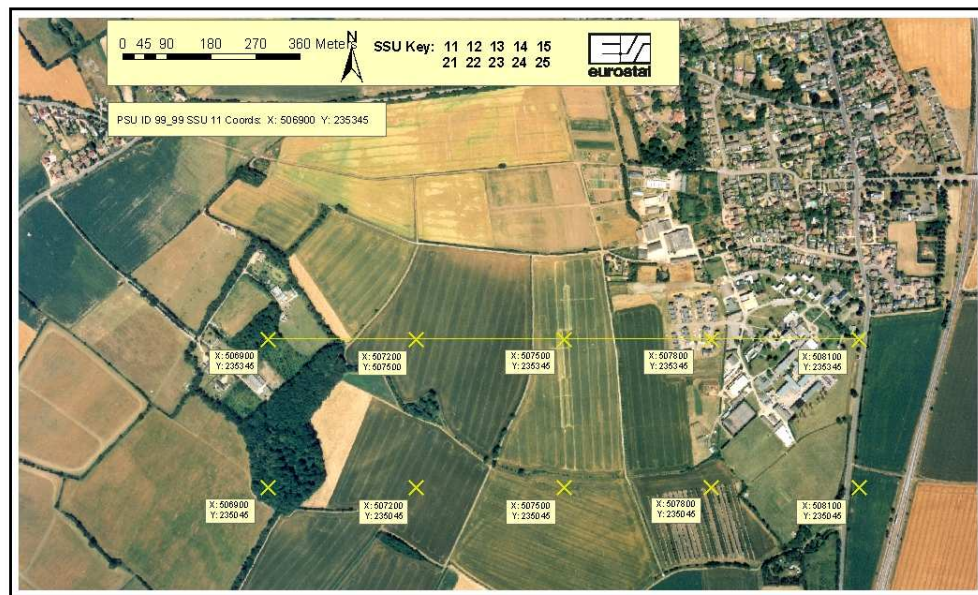 0 45 90 180 270 360 Meters
N
SSU Key: 11 12 13 14 15
21 22 23 24 25
eurostat
PSU ID 99_99 SSU 11 Coords: X: 506900 Y: 235345
X: 506900
Y: 235345
X: 507200
Y: 507500
X: 507500
Y: 235345
X: 507800
Y: 235345
X: 508100
Y: 235345
X: 506900
Y: 235045
X: 507200
Y: 235045
X: 507500
Y: 235045
X: 507800
Y: 235045
X: 508100
Y: 235045